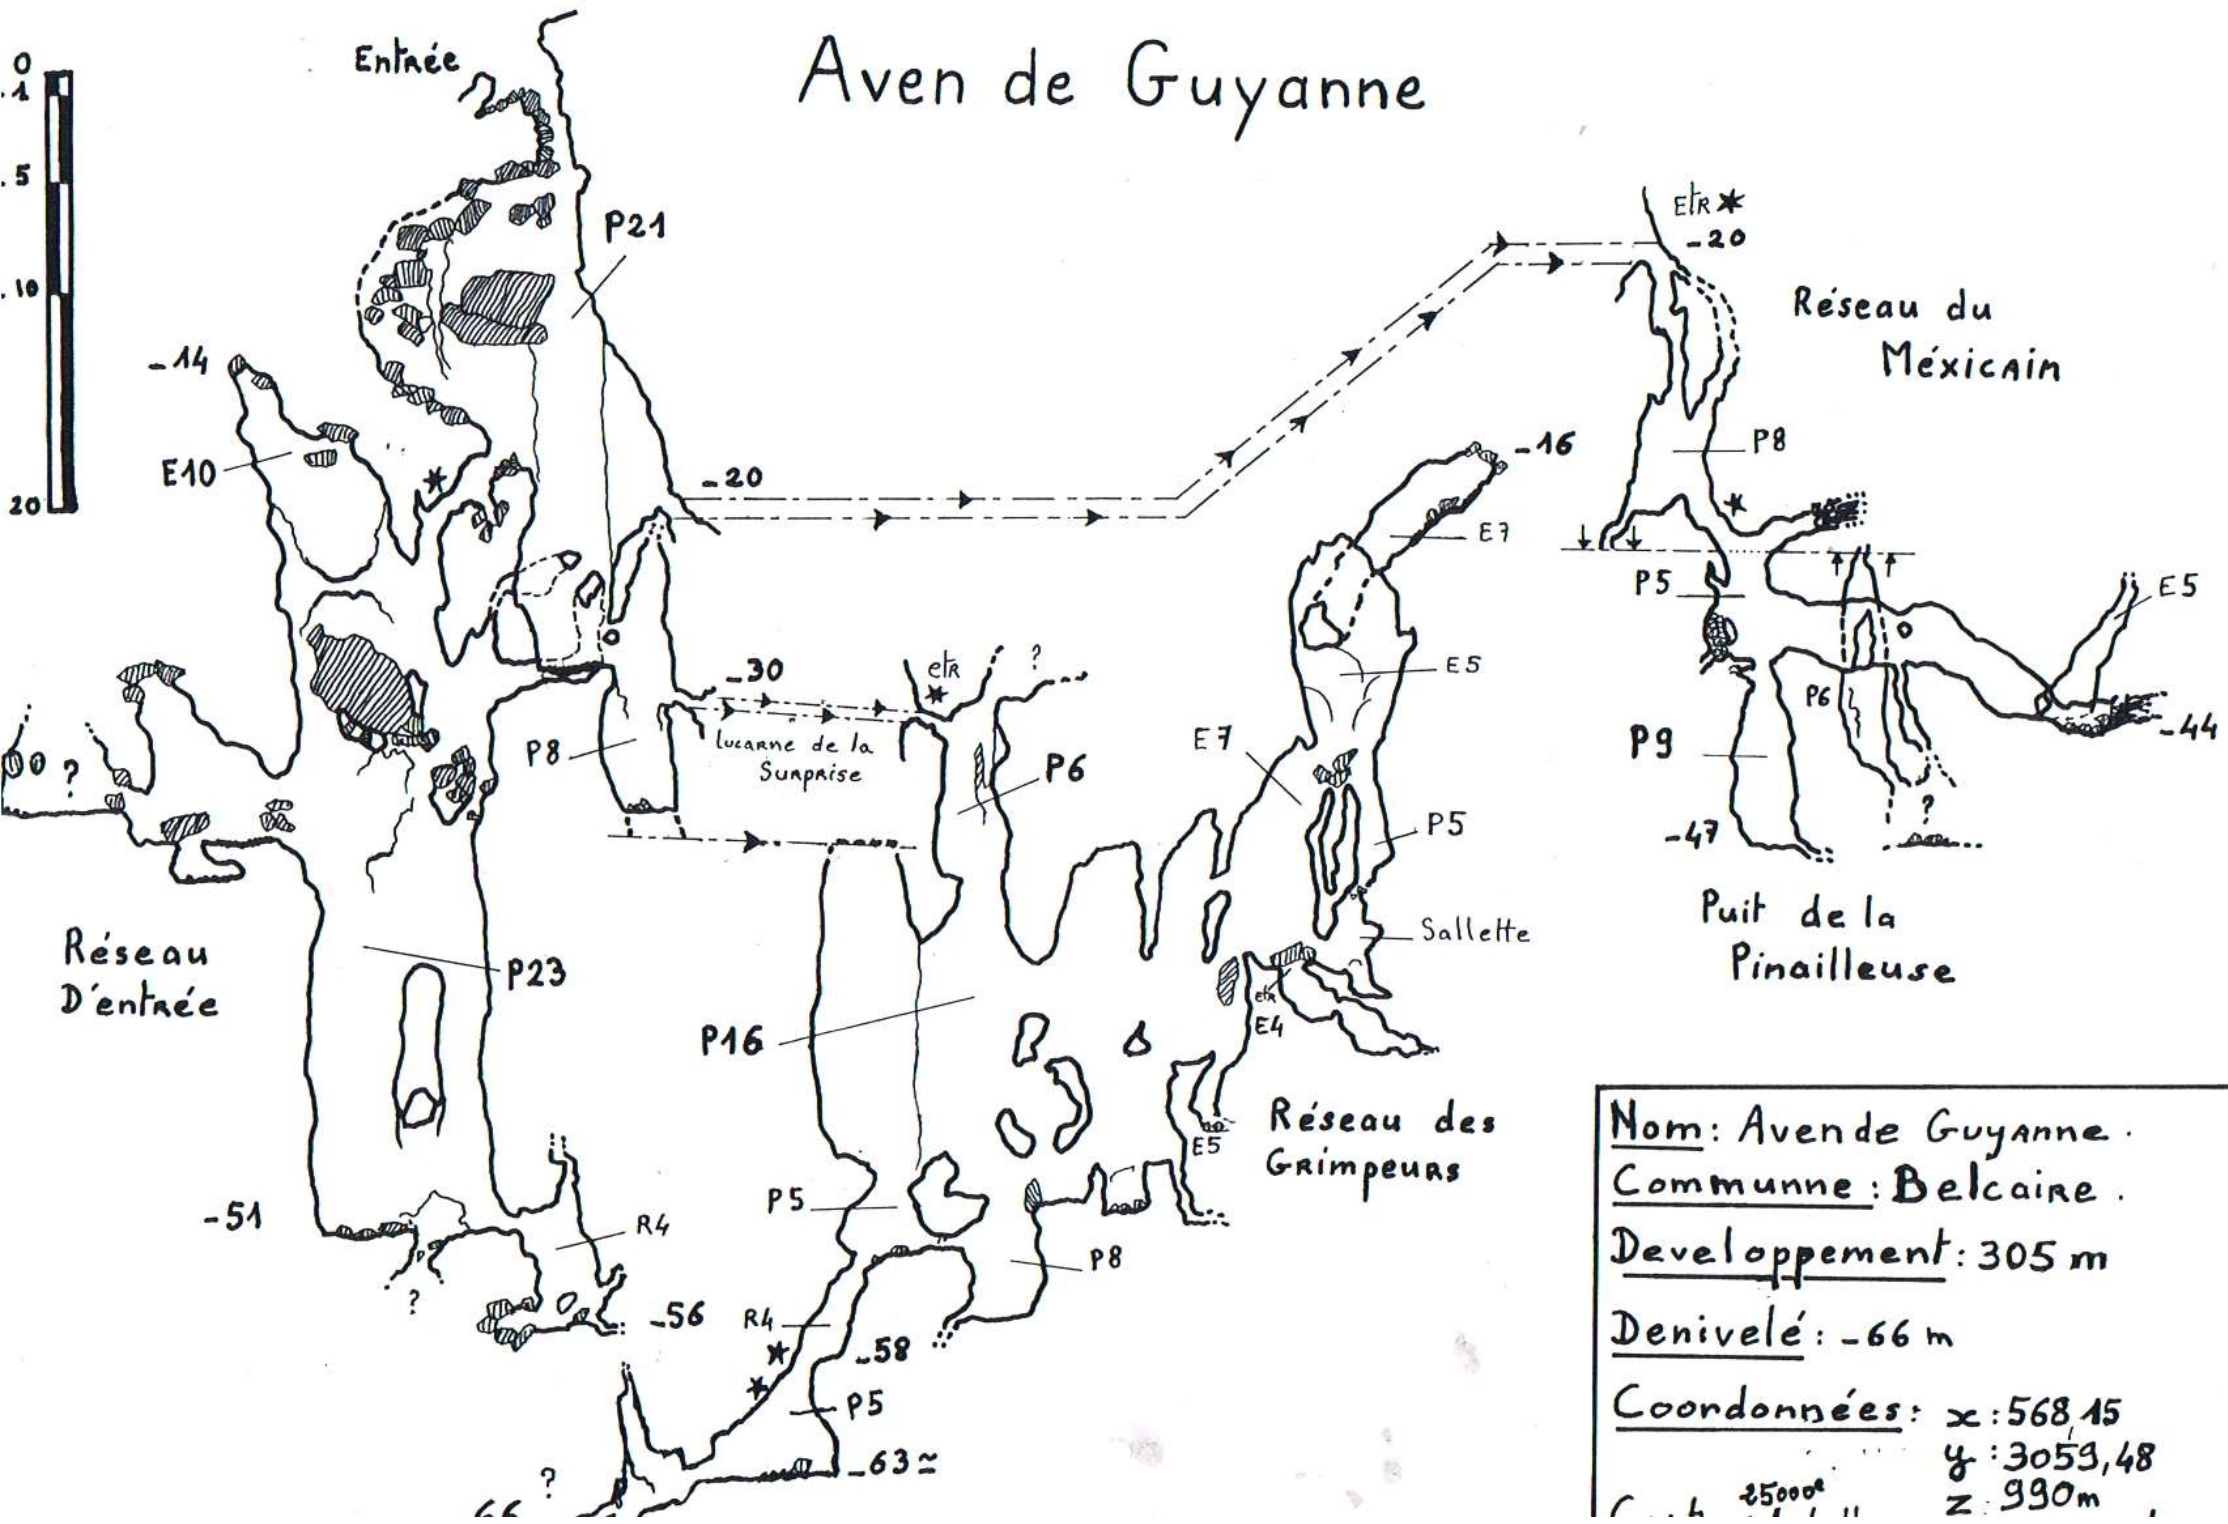 Aven de Guyanne
Entrée
0
.1
.5
.10
20
P21
-14
E10
-20
-30
lucarne de la
Surprise
etr
?
P8
P6
?
Réseau
D'entrée
P23
-51
?
R4
-56
P16
P5
R4
-58
P5
-63≃
?
66
P8
-16
E7
E5
E7
P5
Sallette
etr
E4
E5
Réseau des
Grimpeurs
Etr
-20
Réseau du
Méxicain
P8
P5
E5
P6
P9
-44
-47
?
Puit de la
Pinailleuse
Nom: Aven de Guyanne.
Communne: Belcaire.
Developpement: 305 m
Denivelé: -66 m
Coordonnées: x: 568,15
y: 3059,48
z: 990m
25000e